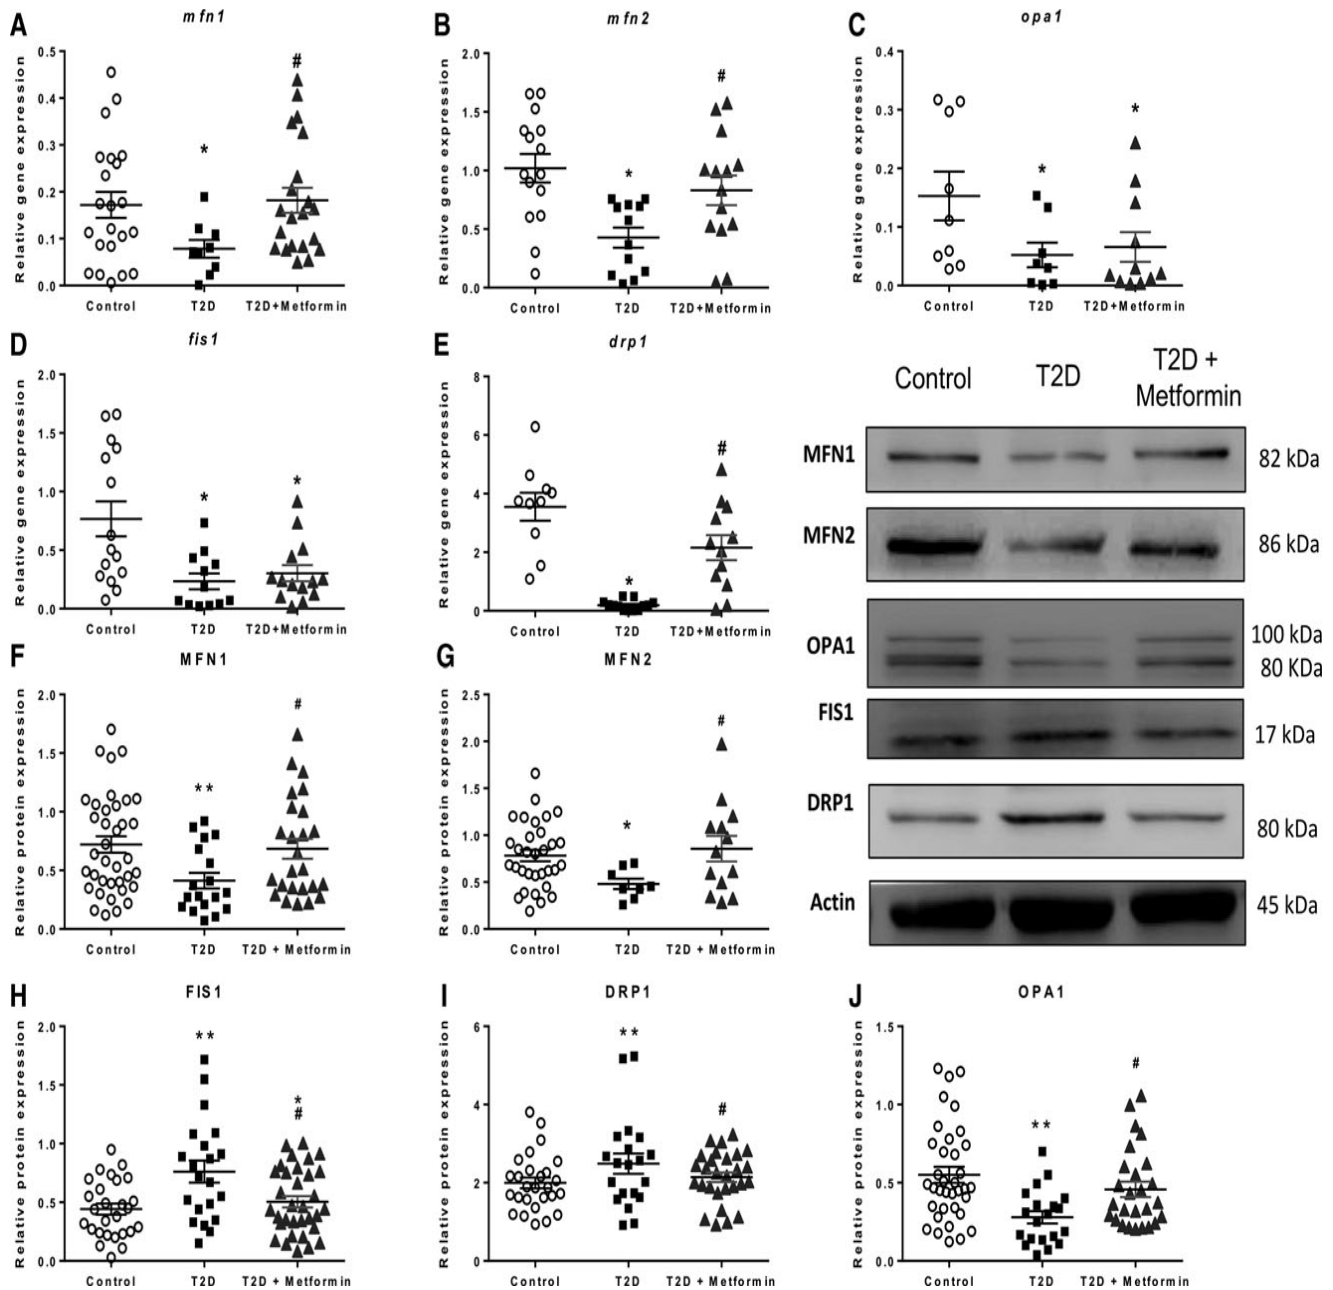 A
mfn1
Relative gene expression
0.5
0.4
0.3
0.2
0.1
0.0
*
#
Control
T2D
T2D+Metformin
B
mfn2
Relative gene expression
2.0
1.5
1.0
0.5
0.0
*
#
Control
T2D
T2D+Metformin
C
opa1
Relative gene expression
0.4
0.3
0.2
0.1
0.0
*
*
Control
T2D
T2D+Metformin
D
fis1
Relative gene expression
2.0
1.5
1.0
0.5
0.0
*
*
Control
T2D
T2D+Metformin
E
drp1
Relative gene expression
8
6
4
2
0
*
#
Control
T2D
T2D+Metformin
Control
T2D
T2D +
Metformin
MFN1
82 kDa
MFN2
86 kDa
OPA1
100 kDa
80 KDa
FIS1
17 kDa
DRP1
80 kDa
Actin
45 kDa
F
MFN1
Relative protein expression
2.0
1.5
1.0
0.5
0.0
**
#
Control
T2D
T2D + Metformin
G
MFN2
Relative protein expression
2.5
2.0
1.5
1.0
0.5
0.0
*
#
Control
T2D
T2D + Metformin
H
FIS1
Relative protein expression
2.0
1.5
1.0
0.5
0.0
**
*
#
Control
T2D
T2D + Metformin
I
DRP1
Relative protein expression
6
4
2
0
**
#
Control
T2D
T2D + Metformin
J
OPA1
Relative protein expression
1.5
1.0
0.5
0.0
**
#
Control
T2D
T2D + Metformin